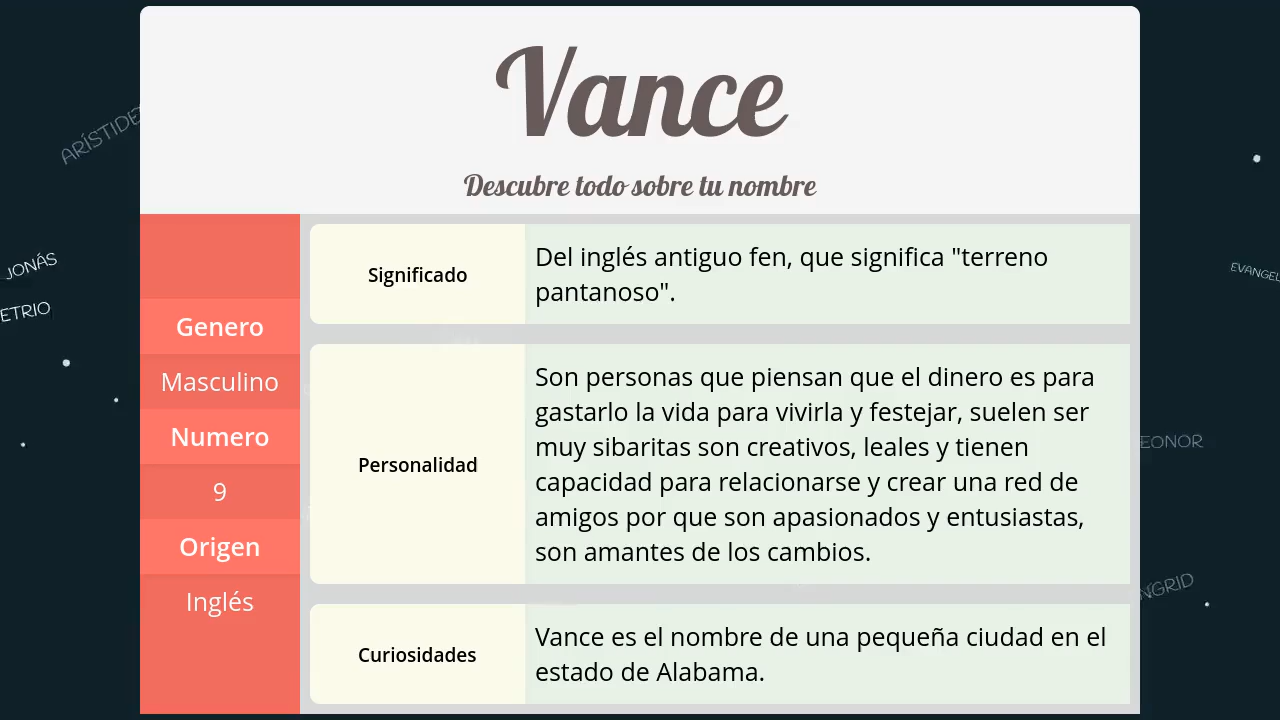 Vance
Descubre todo sobre tu nombre
ARÍSTIDE
JONÁS
ETRIO
EVANGEL
EONOR
NGRID
Genero
Masculino
Numero
9
Origen
Inglés
Significado
Del inglés antiguo fen, que significa "terreno
pantanoso".
Personalidad
Son personas que piensan que el dinero es para
gastarlo la vida para vivirla y festejar, suelen ser
muy sibaritas son creativos, leales y tienen
capacidad para relacionarse y crear una red de
amigos por que son apasionados y entusiastas,
son amantes de los cambios.
Curiosidades
Vance es el nombre de una pequeña ciudad en el
estado de Alabama.